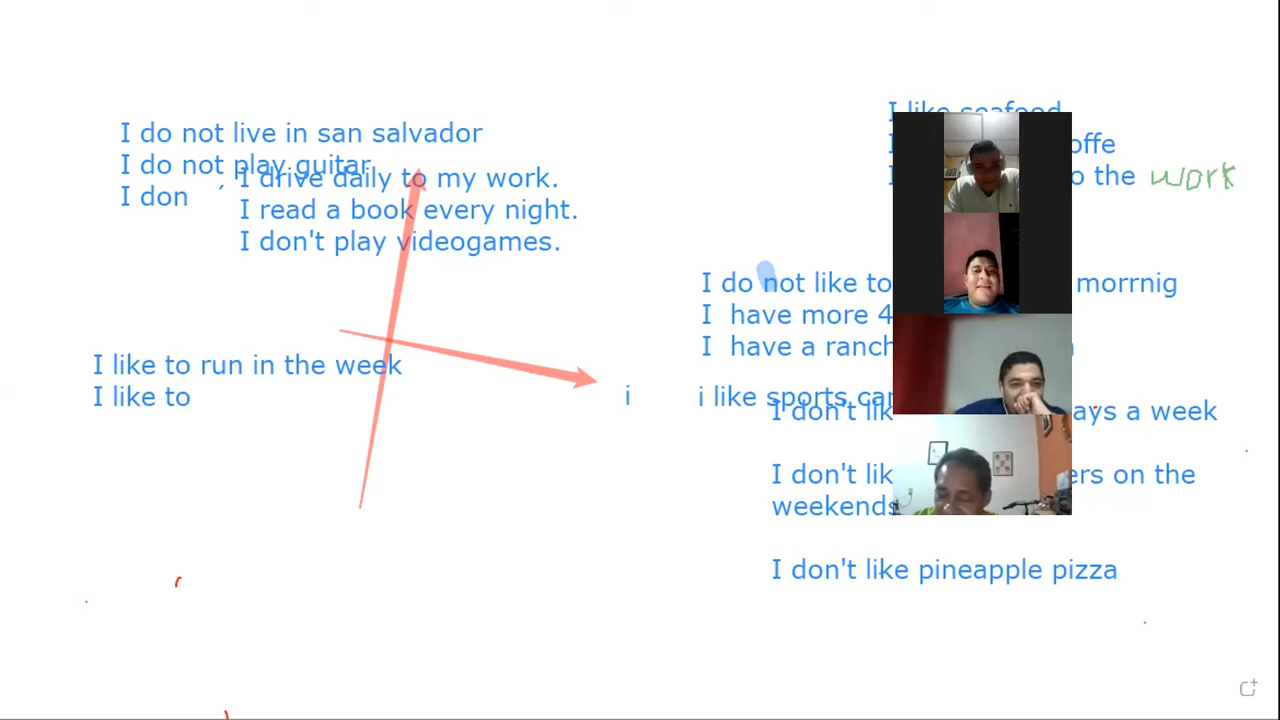 I do not live in san salvador
I do not play guitar
I don ´
I drive daily to my work.
I read a book every night.
I don't play videogames.
I like to run in the week
I like to
I like seafood
I offe
I o the work
I do not like to morrnig
I have more 4
I have a ranch
i i like sports car
I don't lik ays a week
I don't lik ers on the
weekends
I don't like pineapple pizza